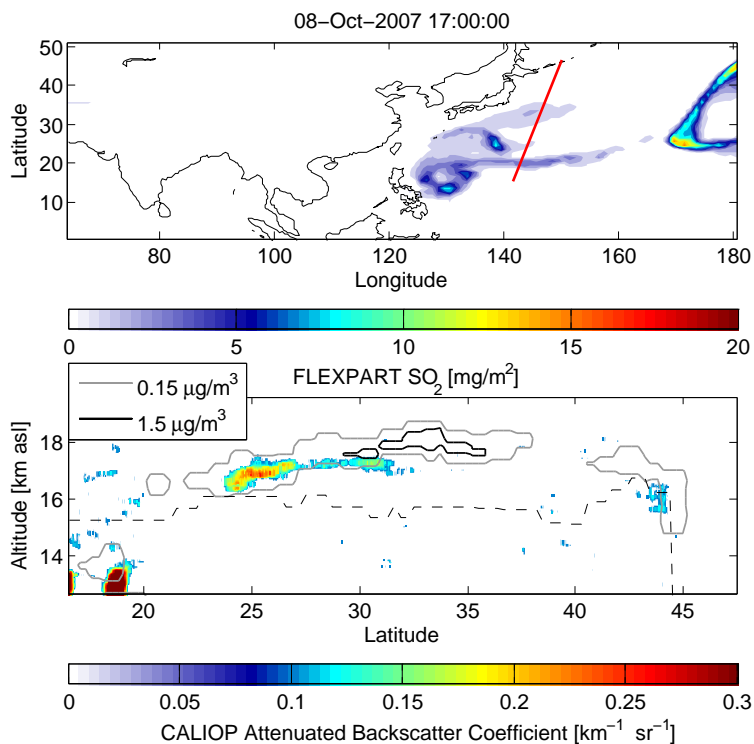 08−Oct−2007 17:00:00
50
40
30
20
10
Latitude
80 100 120 140 160 180
Longitude
0 5 10 15 20
FLEXPART SO2 [mg/m2]
0.15 μg/m3
1.5 μg/m3
18
16
14
Altitude [km asl]
20 25 30 35 40 45
Latitude
0 0.05 0.1 0.15 0.2 0.25 0.3
CALIOP Attenuated Backscatter Coefficient [km−1 sr−1]